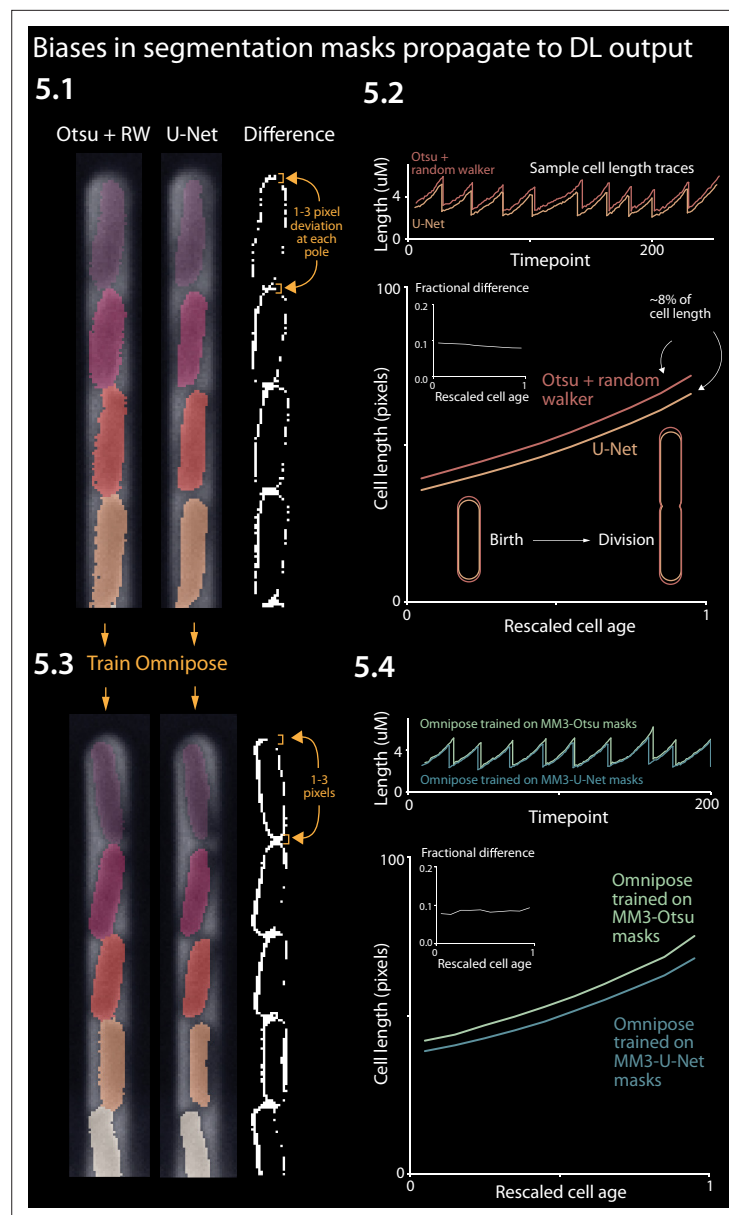 Biases in segmentation masks propagate to DL output
5.1
Otsu + RW
U-Net
Difference
1-3 pixel
deviation
at each
pole
5.2
Otsu +
random walker
Sample cell length traces
U-Net
Length (uM)
4
0
0
200
Timepoint
100
Fractional difference
0.2
0.1
0.0
0
1
Rescaled cell age
~8% of
cell length
Otsu + random
walker
U-Net
Cell length (pixels)
Birth
Division
0
0
1
Rescaled cell age
5.3
Train Omnipose
1-3
pixels
5.4
Omnipose trained on MM3-Otsu masks
Omnipose trained on MM3-U-Net masks
Length (uM)
4
0
0
200
Timepoint
100
Fractional difference
0.2
0.1
0.0
0
1
Rescaled cell age
Omnipose
trained on
MM3-Otsu
masks
Omnipose
trained on
MM3-U-Net
masks
Cell length (pixels)
0
0
1
Rescaled cell age